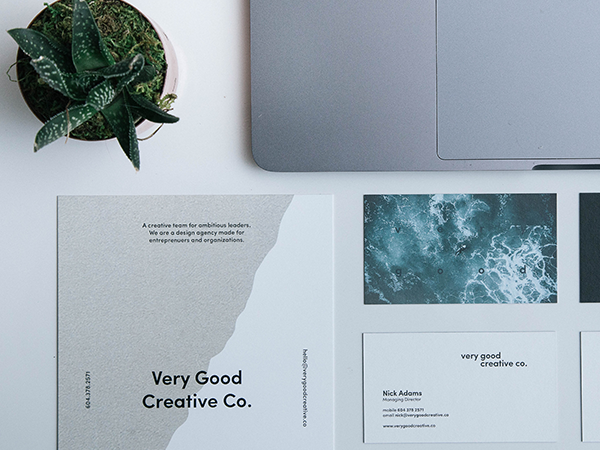 A creative team for ambitious leaders.
We are a design agency made for
entreprenuers and organizations.
604.378.2571
hello@verygoodcreative.co
Very Good
Creative Co.
v
g o o d
very good
creative co.
Nick Adams
Managing Director
mobile 604 378 2571
email nick@verygoodcreative.co
www.verygoodcreative.co